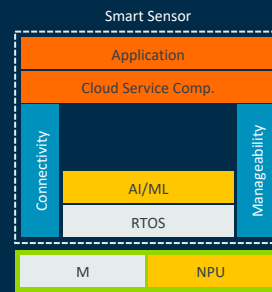 Smart Sensor
Application
Cloud Service Comp.
Connectivity
Manageability
AI/ML
RTOS
M
NPU